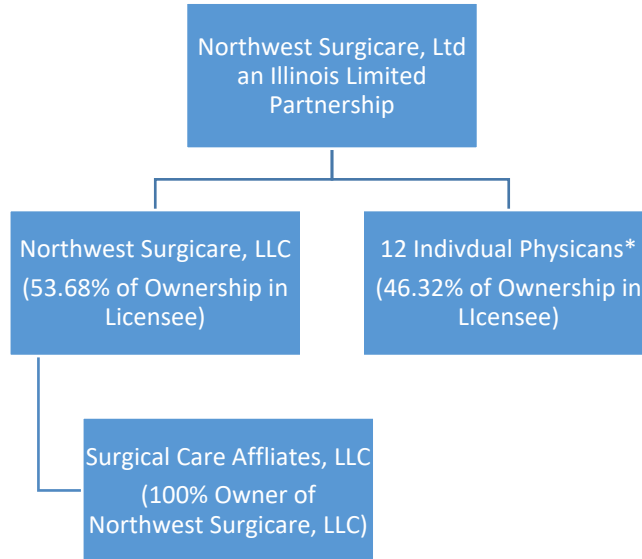 Northwest Surgicare, Ltd
an Illinois Limited
Partnership
Northwest Surgicare, LLC
(53.68% of Ownership in
Licensee)
12 Indivdual Physicans*
(46.32% of Ownership in
LIcensee)
Surgical Care Affliates, LLC
(100% Owner of
Northwest Surgicare, LLC)